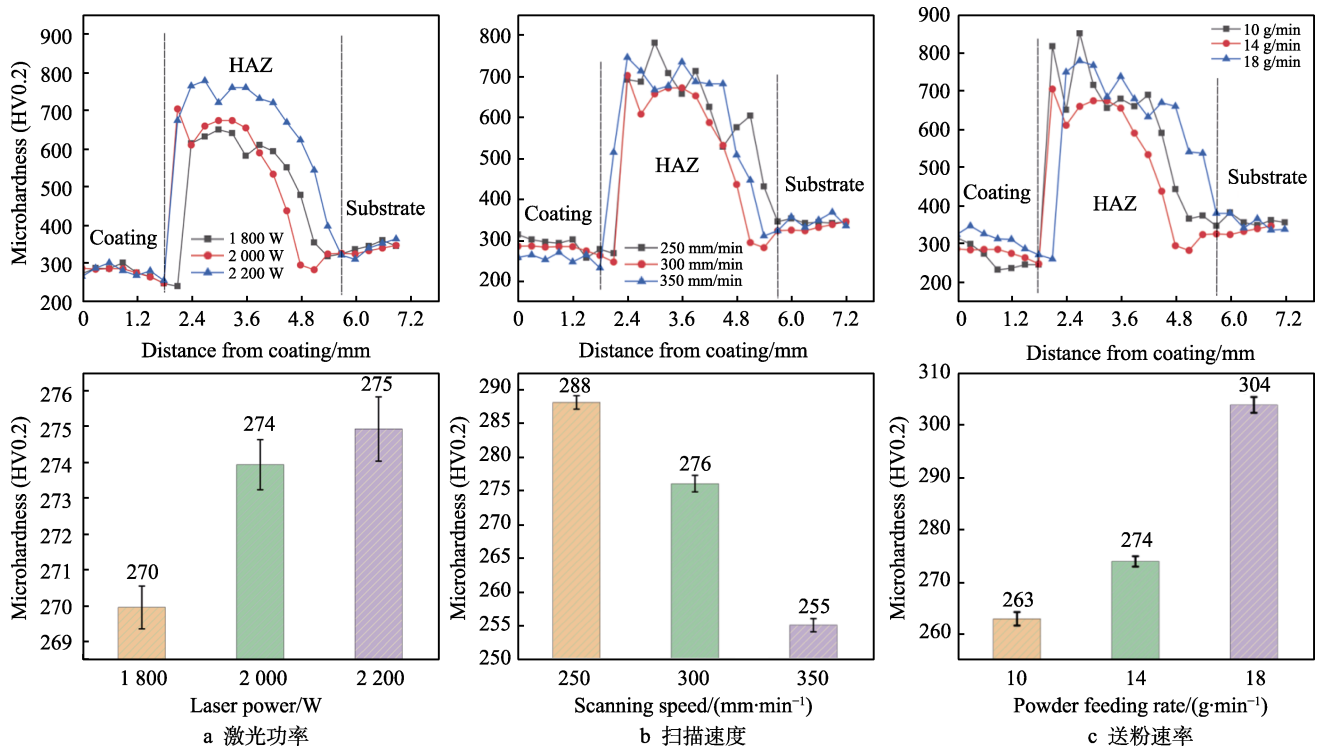 900
800
700
600
500
400
300
200
0
1.2
2.4
3.6
4.8
6.0
7.2
Microhardness (HV0.2)
Distance from coating/mm
HAZ
Coating
Substrate
1 800 W
2 000 W
2 200 W
800
700
600
500
400
300
200
0
1.2
2.4
3.6
4.8
6.0
7.2
Distance from coating/mm
HAZ
Coating
Substrate
250 mm/min
300 mm/min
350 mm/min
900
800
700
600
500
400
300
200
0
1.2
2.4
3.6
4.8
6.0
7.2
Distance from coating/mm
10 g/min
14 g/min
18 g/min
Coating
HAZ
Substrate
276
275
274
273
272
271
270
269
Microhardness (HV0.2)
270
274
275
1 800
2 000
2 200
Laser power/W
a 激光功率
290
285
280
275
270
265
260
255
250
Microhardness (HV0.2)
288
276
255
250
300
350
Scanning speed/(mm·min⁻¹)
b 扫描速度
310
300
290
280
270
260
Microhardness (HV0.2)
263
274
304
10
14
18
Powder feeding rate/(g·min⁻¹)
c 送粉速率